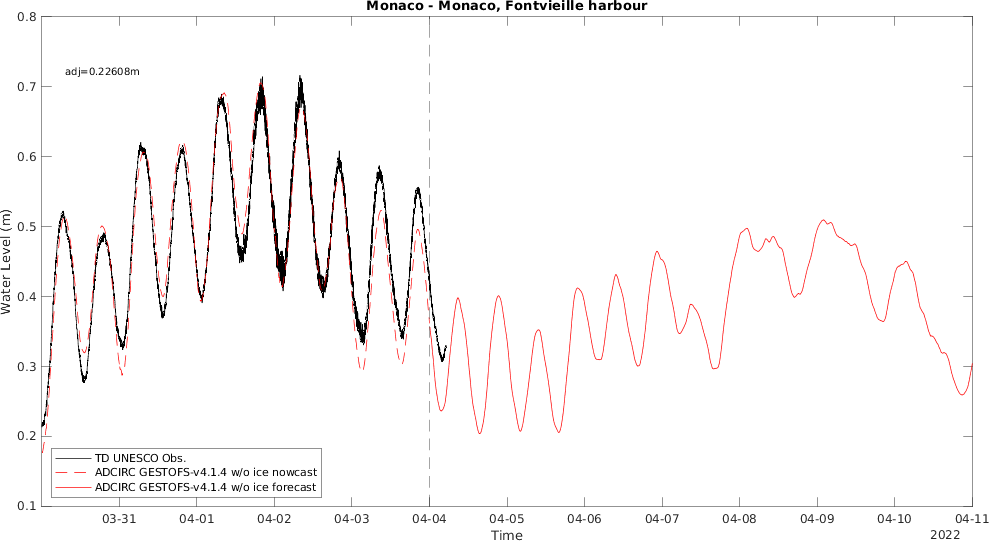 Monaco - Monaco, Fontvieille harbour
0.8
adj=0.22608m
0.7
0.6
0.5
Water Level (m)
0.4
0.3
0.2
TD UNESCO Obs.
ADCIRC GESTOFS-v4.1.4 w/o ice nowcast
ADCIRC GESTOFS-v4.1.4 w/o ice forecast
0.1
03-31 04-01 04-02 04-03 04-04 04-05 04-06 04-07 04-08 04-09 04-10 04-11
Time
2022